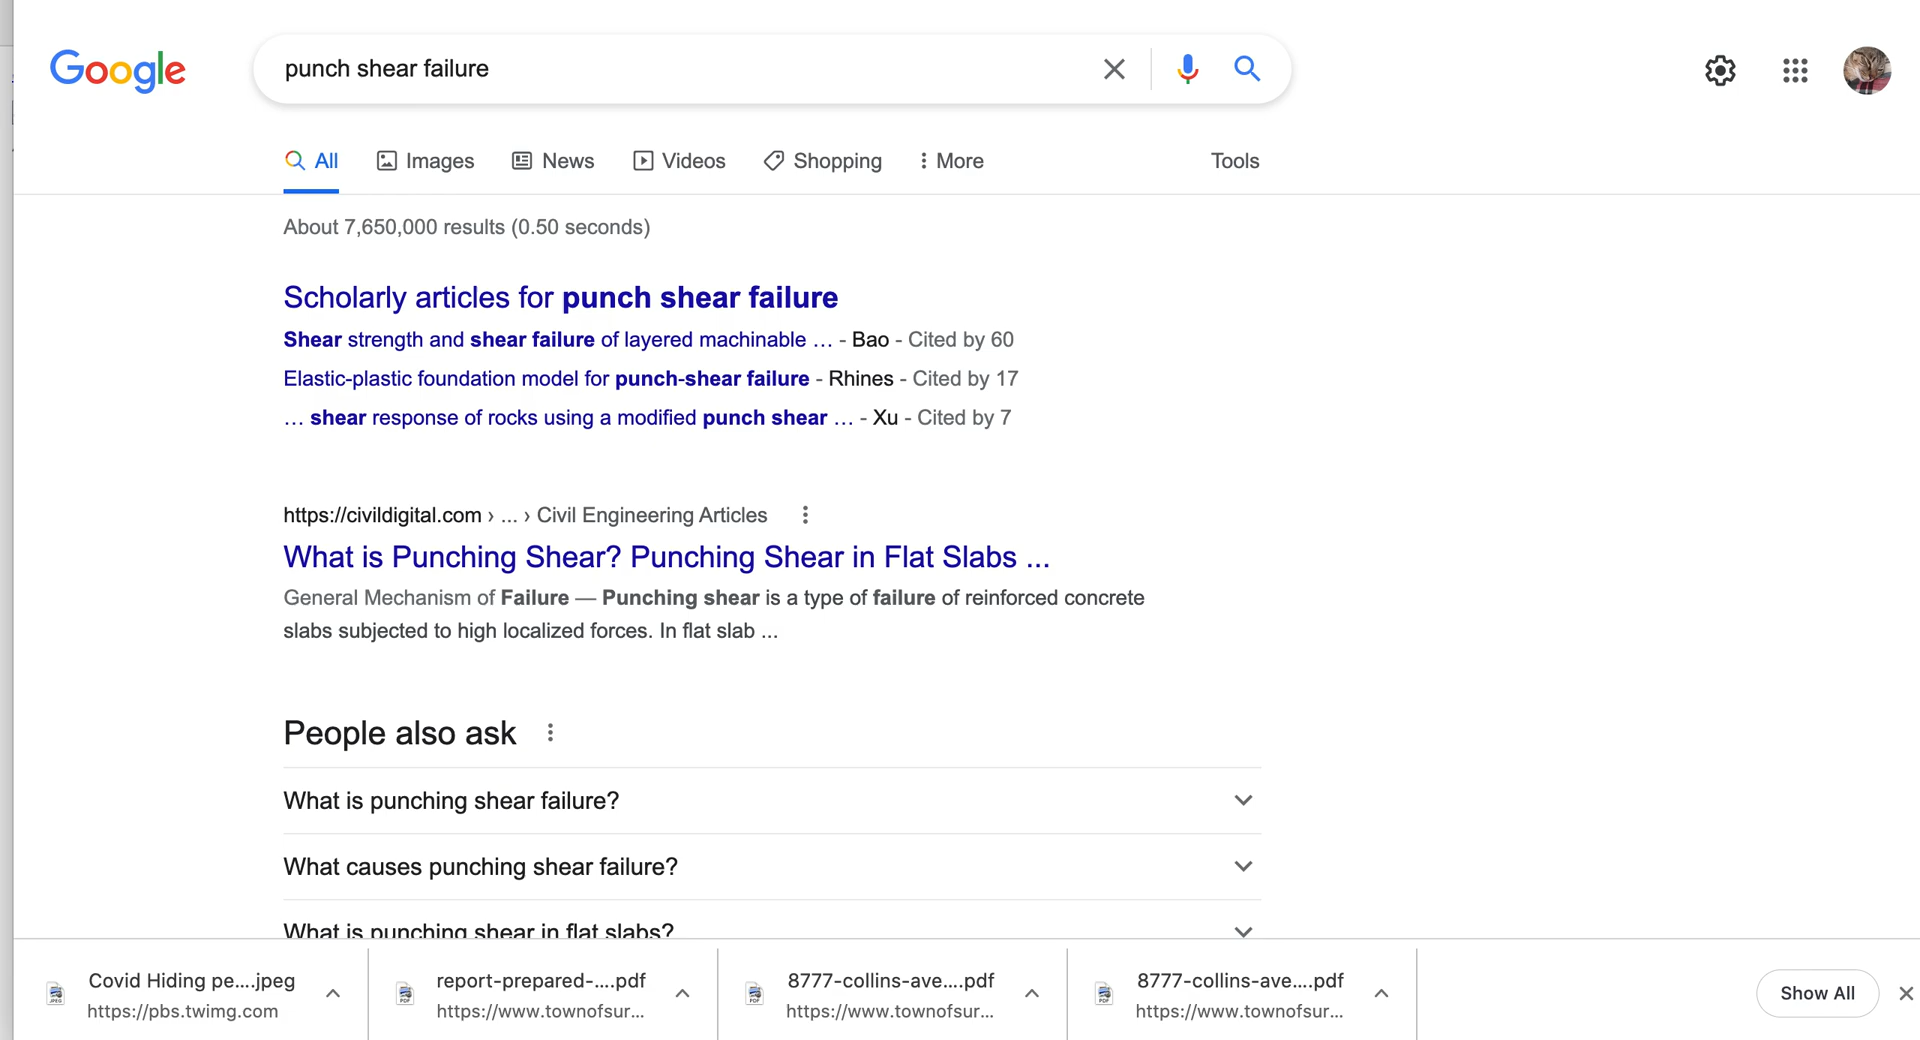 Google
punch shear failure
All Images News Videos Shopping More Tools
About 7,650,000 results (0.50 seconds)
Scholarly articles for punch shear failure
Shear strength and shear failure of layered machinable … - Bao - Cited by 60
Elastic-plastic foundation model for punch-shear failure - Rhines - Cited by 17
… shear response of rocks using a modified punch shear … - Xu - Cited by 7
https://civildigital.com › ... › Civil Engineering Articles
What is Punching Shear? Punching Shear in Flat Slabs ...
General Mechanism of Failure — Punching shear is a type of failure of reinforced concrete
slabs subjected to high localized forces. In flat slab ...
People also ask
What is punching shear failure?
What causes punching shear failure?
What is punching shear in flat slabs?
Covid Hiding pe....jpeg
https://pbs.twimg.com
report-prepared-....pdf
https://www.townofsur...
8777-collins-ave....pdf
https://www.townofsur...
8777-collins-ave....pdf
https://www.townofsur...
Show All